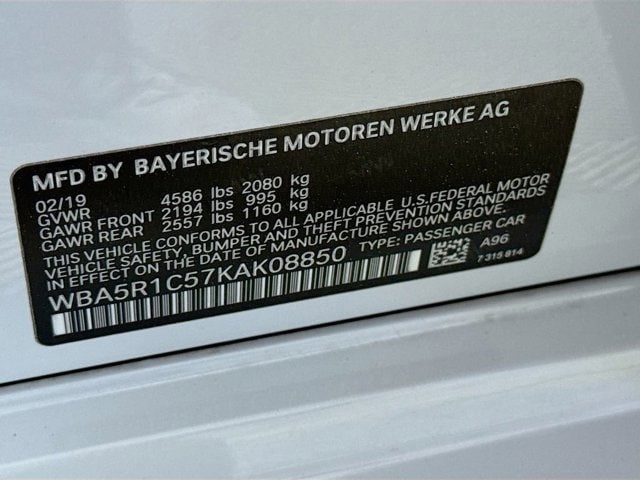 MFD BY BAYERISCHE MOTOREN WERKE AG
02/19
GVWR 4586 lbs 2080 kg
GAWR FRONT 2194 lbs 995 kg
GAWR REAR 2557 lbs 1160 kg
THIS VEHICLE CONFORMS TO ALL APPLICABLE U.S.FEDERAL MOTOR
VEHICLE SAFETY, BUMPER AND THEFT PREVENTION STANDARDS
IN EFFECT ON THE DATE OF MANUFACTURE SHOWN ABOVE.
WBA5R1C57KAK08850 TYPE: PASSENGER CAR A96
7 315 814